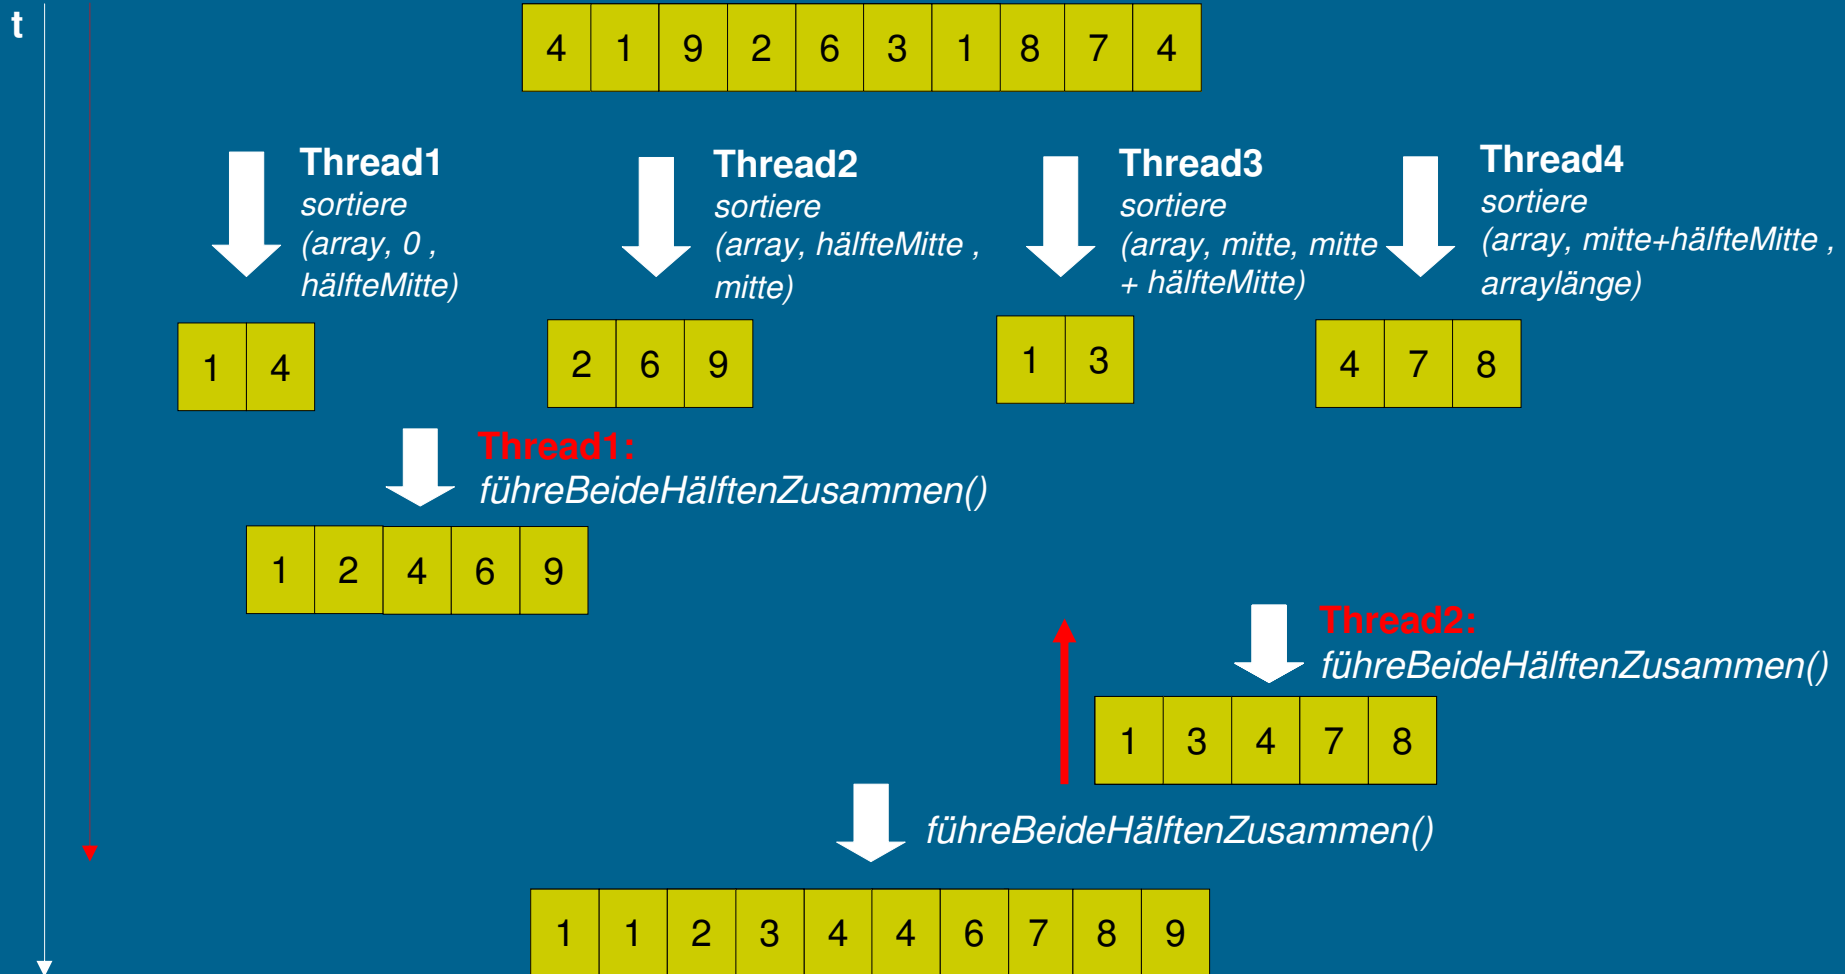 t
4 1 9 2 6 3 1 8 7 4
Thread1
sortiere
(array, 0 ,
hälfteMitte)
Thread2
sortiere
(array, hälfteMitte ,
mitte)
Thread3
sortiere
(array, mitte, mitte
+ hälfteMitte)
Thread4
sortiere
(array, mitte+hälfteMitte ,
arraylänge)
1 4
2 6 9
1 3
4 7 8
Thread1:
führeBeideHälftenZusammen()
1 2 4 6 9
Thread2:
führeBeideHälftenZusammen()
1 3 4 7 8
führeBeideHälftenZusammen()
1 1 2 3 4 4 6 7 8 9